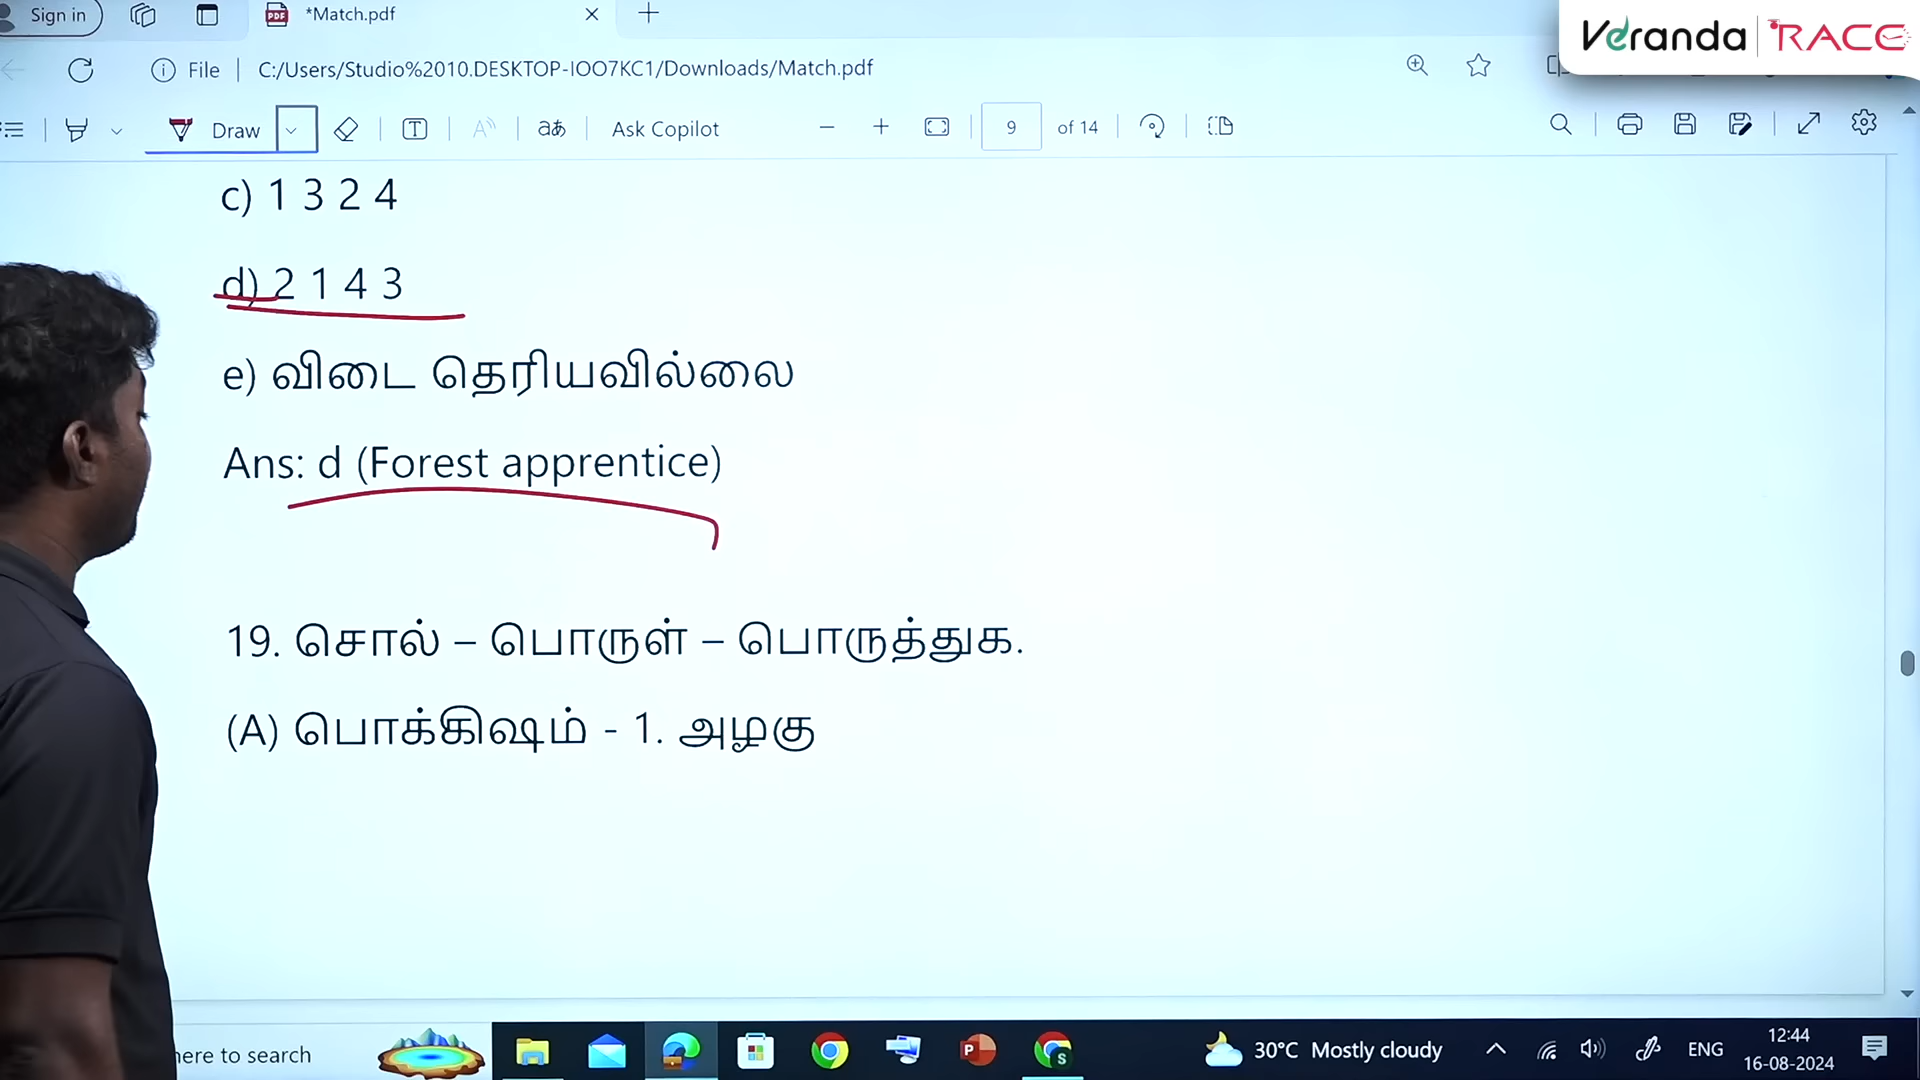 Sign in
*Match.pdf
Veranda RACE
File
C:/Users/Studio%2010.DESKTOP-IOO7KC1/Downloads/Match.pdf
Draw
aあ
Ask Copilot
9 of 14
c) 1 3 2 4
d) 2 1 4 3
e) விடை தெரியவில்லை
Ans: d (Forest apprentice)
19. சொல் – பொருள் – பொருத்துக.
(A) பொக்கிஷம் - 1. அழகு
here to search
30°C Mostly cloudy
ENG
12:44
16-08-2024